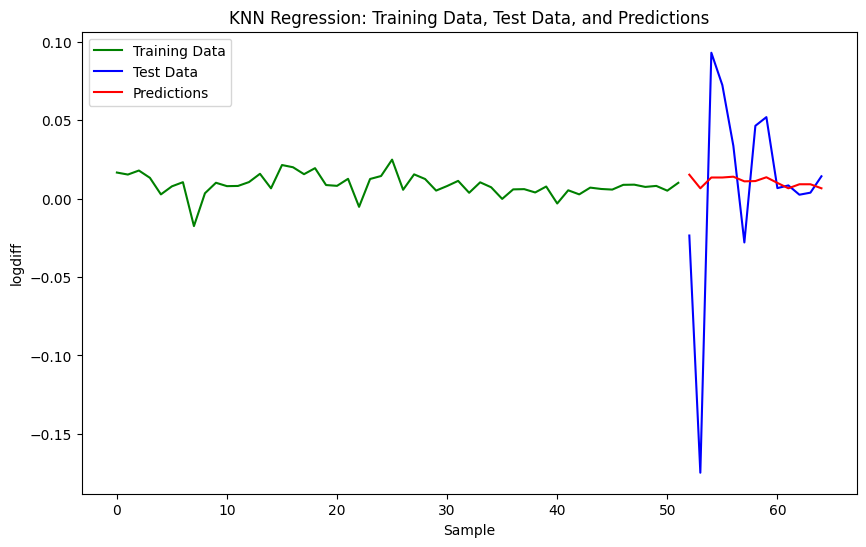 KNN Regression: Training Data, Test Data, and Predictions
Training Data
Test Data
Predictions
0.10
0.05
0.00
−0.05
−0.10
−0.15
logdiff
0 10 20 30 40 50 60
Sample